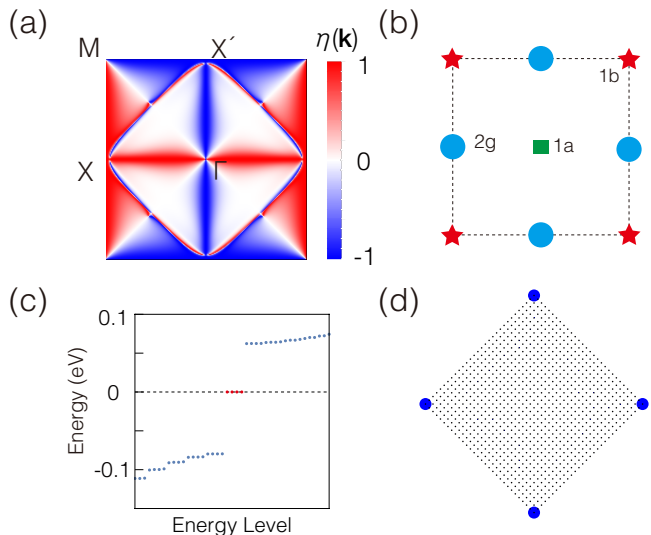 (a)
M
X´
η(k)
1
0
-1
X
Γ
(b)
1b
2g
1a
(c)
0.1
0
-0.1
Energy (eV)
Energy Level
(d)